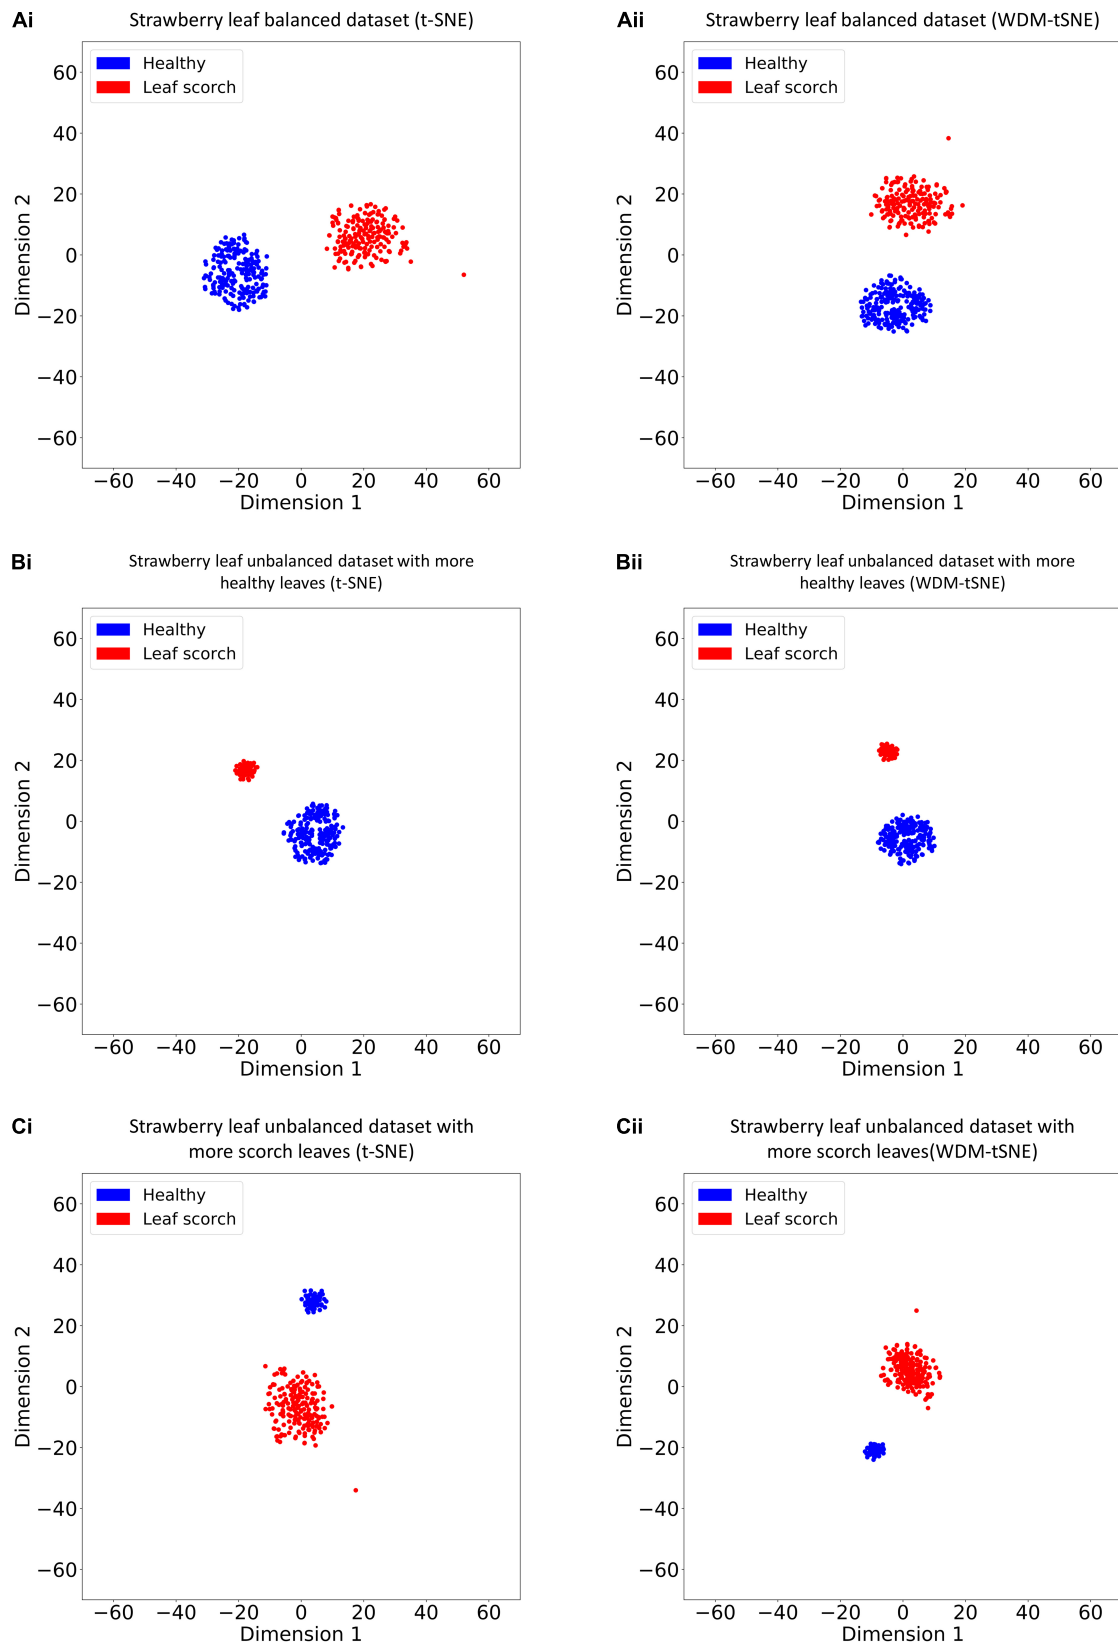 Ai
Strawberry leaf balanced dataset (t-SNE)
Healthy
Leaf scorch
60
40
20
0
−20
−40
−60
Dimension 2
−60 −40 −20 0 20 40 60
Dimension 1
Aii
Strawberry leaf balanced dataset (WDM-tSNE)
Healthy
Leaf scorch
60
40
20
0
−20
−40
−60
Dimension 2
−60 −40 −20 0 20 40 60
Dimension 1
Bi
Strawberry leaf unbalanced dataset with more
healthy leaves (t-SNE)
Healthy
Leaf scorch
60
40
20
0
−20
−40
−60
Dimension 2
−60 −40 −20 0 20 40 60
Dimension 1
Bii
Strawberry leaf unbalanced dataset with more
healthy leaves (WDM-tSNE)
Healthy
Leaf scorch
60
40
20
0
−20
−40
−60
Dimension 2
−60 −40 −20 0 20 40 60
Dimension 1
Ci
Strawberry leaf unbalanced dataset with
more scorch leaves (t-SNE)
Healthy
Leaf scorch
60
40
20
0
−20
−40
−60
Dimension 2
−60 −40 −20 0 20 40 60
Dimension 1
Cii
Strawberry leaf unbalanced dataset with
more scorch leaves(WDM-tSNE)
Healthy
Leaf scorch
60
40
20
0
−20
−40
−60
Dimension 2
−60 −40 −20 0 20 40 60
Dimension 1